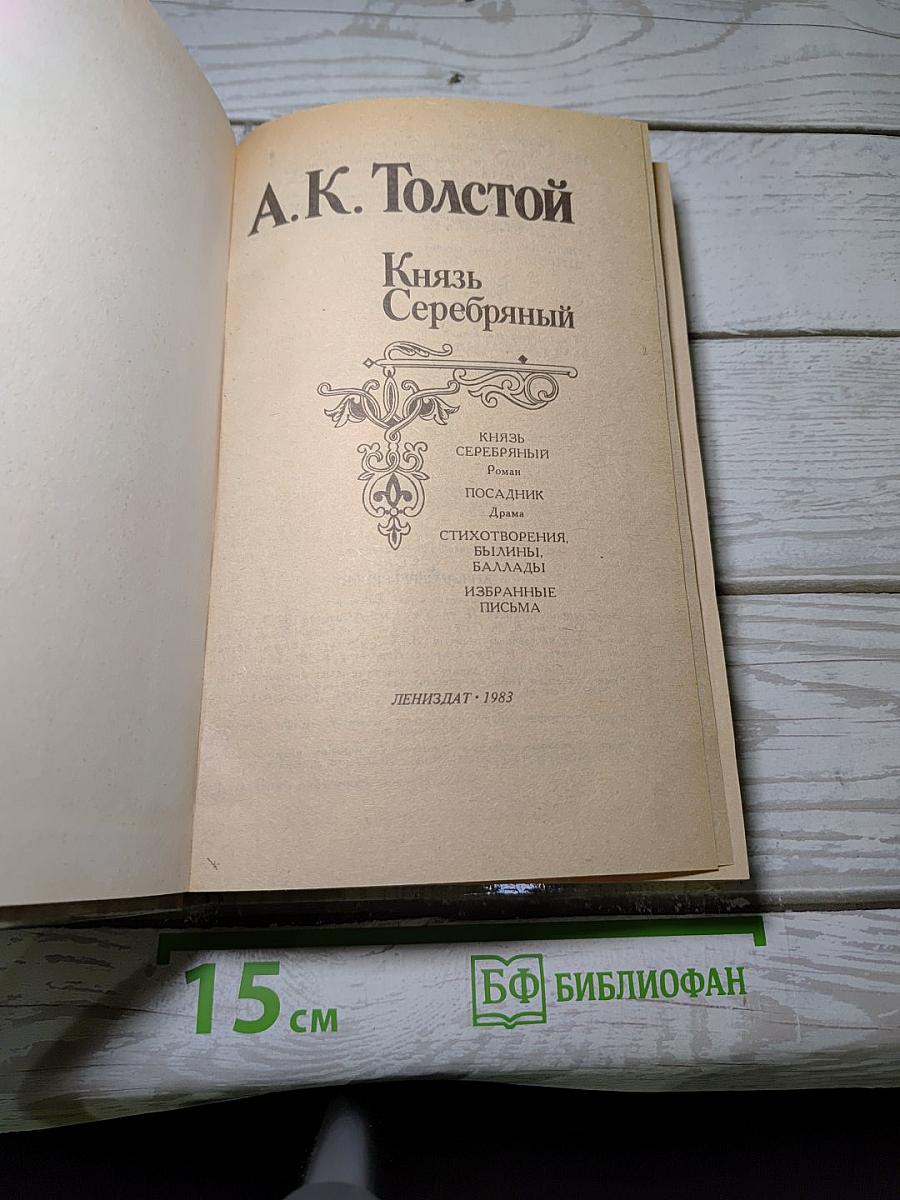 А. К. Толстой
Князь
Серебряный
КНЯЗЬ
СЕРЕБРЯНЫЙ
Роман
ПОСАДНИК
Драма
СТИХОТВОРЕНИЯ,
БЫЛИНЫ,
БАЛЛАДЫ
ИЗБРАННЫЕ
ПИСЬМА
ЛЕНИЗДАТ • 1983
15 см
БФ БИБЛИОФАН